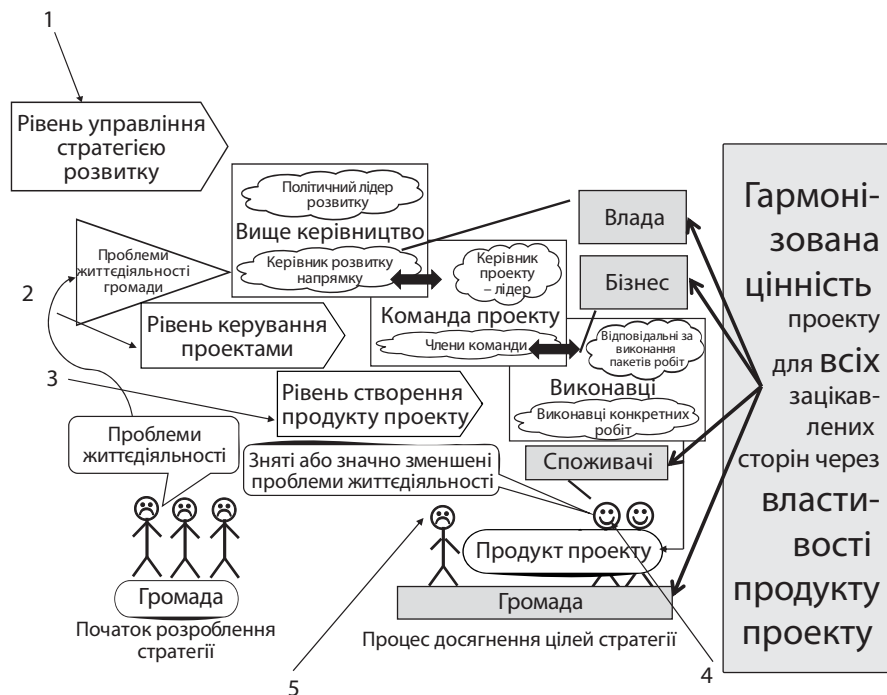 1
Рівень управління
стратегією
розвитку
Політичний лідер
розвитку
Вище керівництво
Керівник розвитку
напрямку
Проблеми
життєдіяльності
громади
2
Рівень керування
проектами
Керівник
проекту
– лідер
Команда проекту
Члени команди
Влада
Бізнес
Відповідальні за
виконання
пакетів робіт
Виконавці
Виконавці конкретних
робіт
3
Рівень створення
продукту проекту
Проблеми
життєдіяльності
Зняті або значно зменшені
проблеми життєдіяльності
Споживачі
Продукт проекту
Громада
Громада
Початок розроблення
стратегії
Процес досягнення цілей стратегії
5
4
Гармоні-
зована
цінність
проекту
для всіх
зацікав-
лених
сторін через
власти-
вості
продукту
проекту